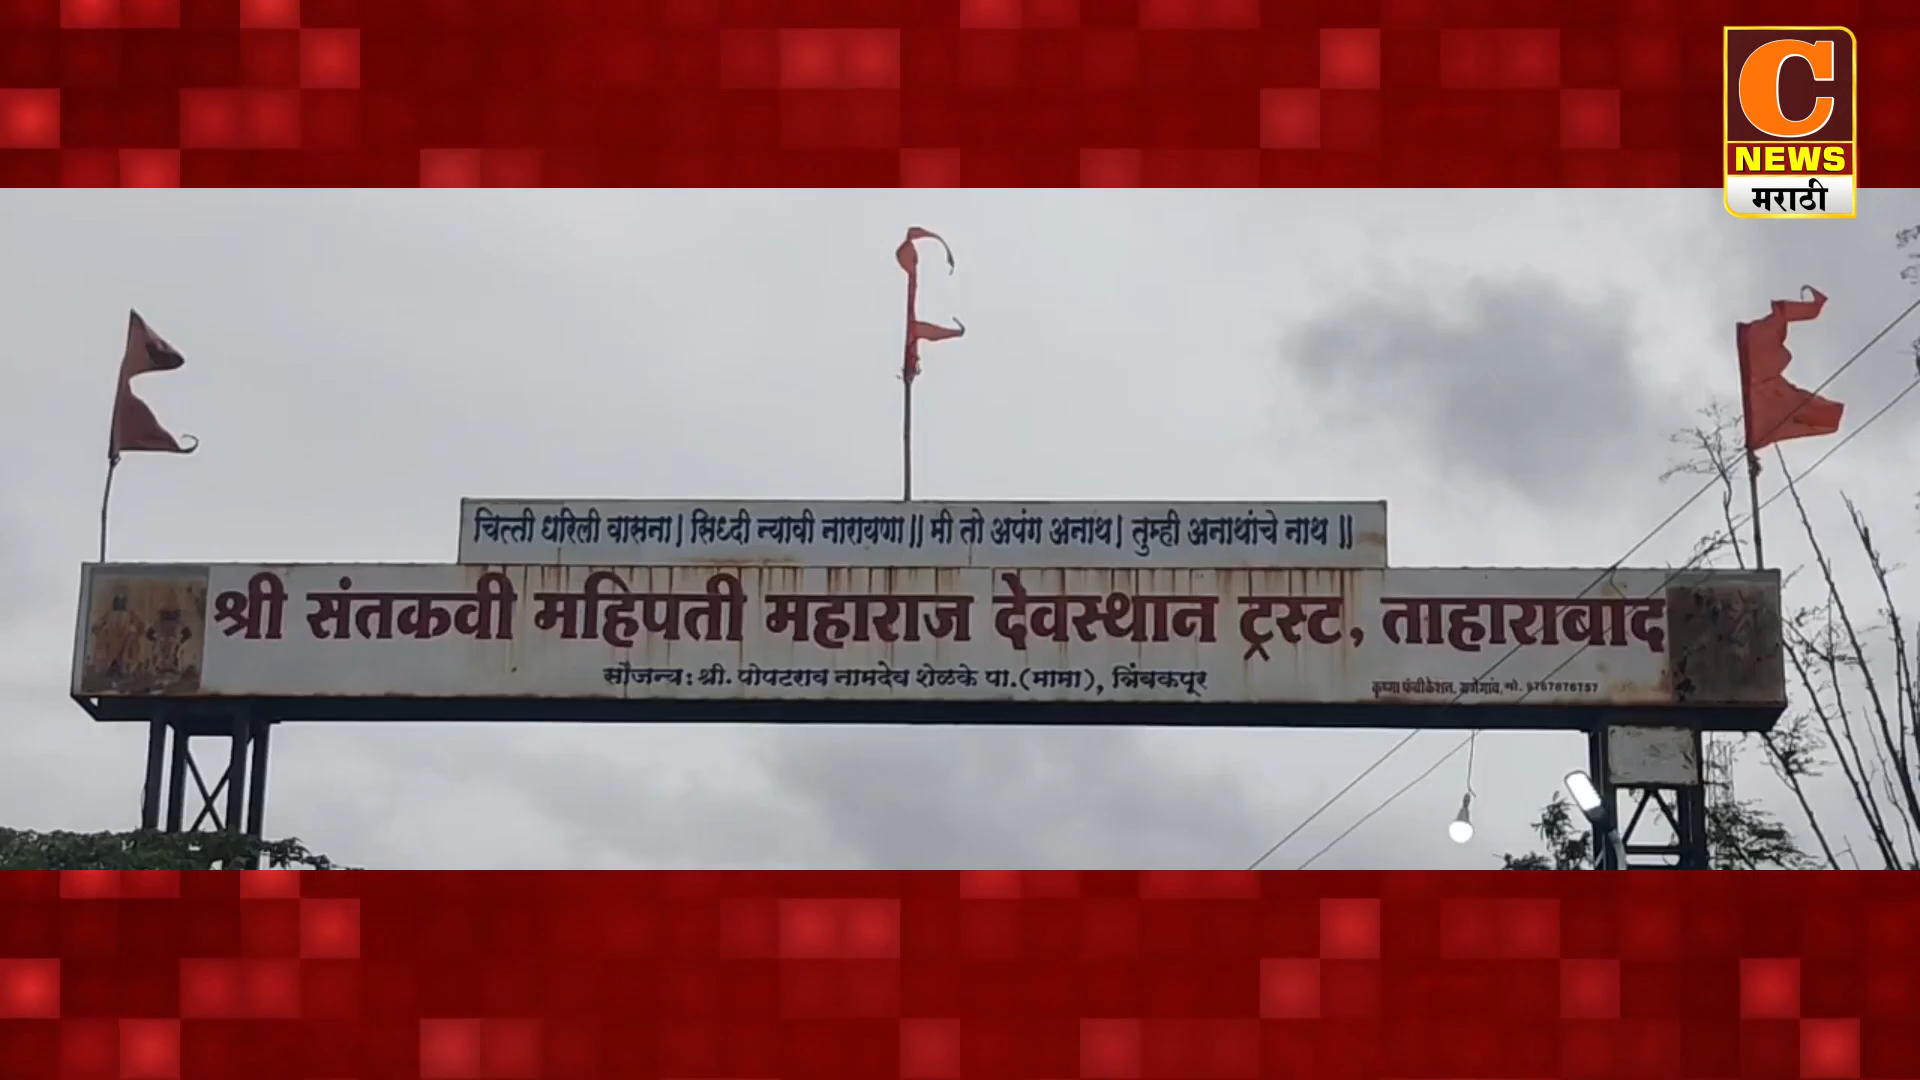 C
NEWS
मराठी
चित्ती धरिली वासना| सिध्दी न्यावी नारायणा|| मी तो अपंग अनाथ| तुम्ही अनाथांचे नाथ ||
श्री संतकवी महिपती महाराज देवस्थान ट्रस्ट, ताहाराबाद
सौजन्य: श्री. पोपटराव नामदेव शेळके पा.(मामा), त्रिंबकपूर
कृष्णा फॅब्रीकेशन, मो.